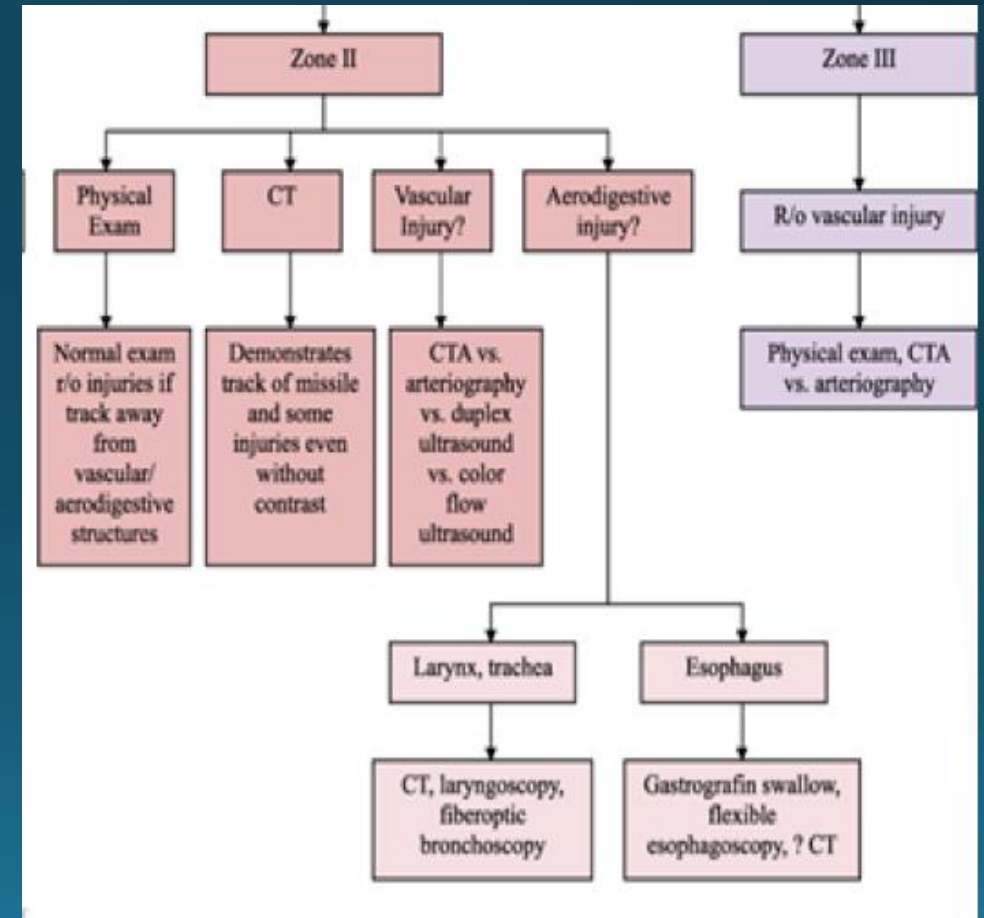 Zone II
Zone III
Physical
Exam
CT
Vascular
Injury?
Aerodigestive
injury?
R/o vascular injury
Normal exam
r/o injuries if
track away
from
vascular/
aerodigestive
structures
Demonstrates
track of missile
and some
injuries even
without
contrast
CTA vs.
arteriography
vs. duplex
ultrasound
vs. color
flow
ultrasound
Physical exam, CTA
vs. arteriography
Larynx, trachea
Esophagus
CT, laryngoscopy,
fiberoptic
bronchoscopy
Gastrografin swallow,
flexible
esophagoscopy, ? CT